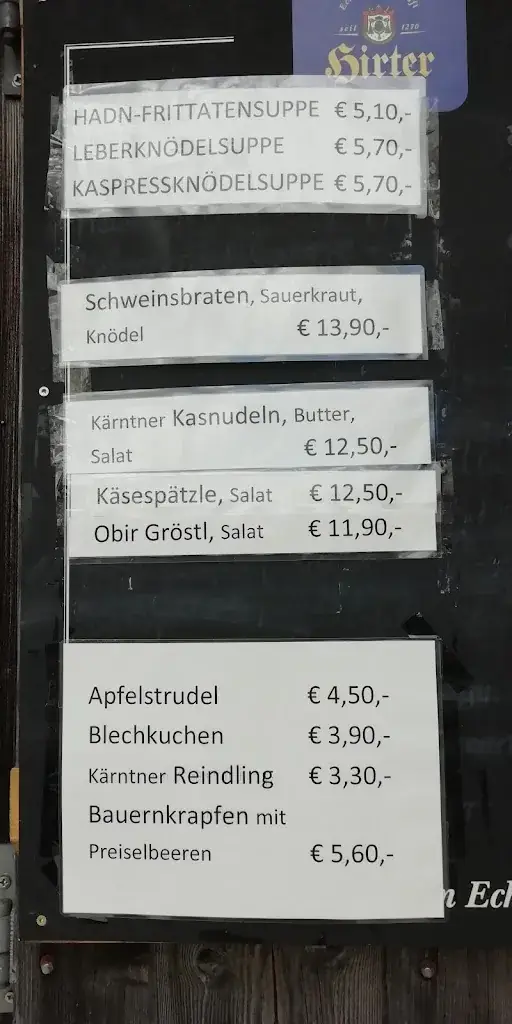 seit 1270
Hirter
HADN-FRITTATENSUPPE € 5,10,-
LEBERKNÖDELSUPPE € 5,70,-
KASPRESSKNÖDELSUPPE € 5,70,-
Schweinsbraten, Sauerkraut,
Knödel € 13,90,-
Kärntner Kasnudeln, Butter,
Salat € 12,50,-
Käsespätzle, Salat € 12,50,-
Obir Gröstl, Salat € 11,90,-
Apfelstrudel € 4,50,-
Blechkuchen € 3,90,-
Kärntner Reindling € 3,30,-
Bauernkrapfen mit
Preiselbeeren € 5,60,-